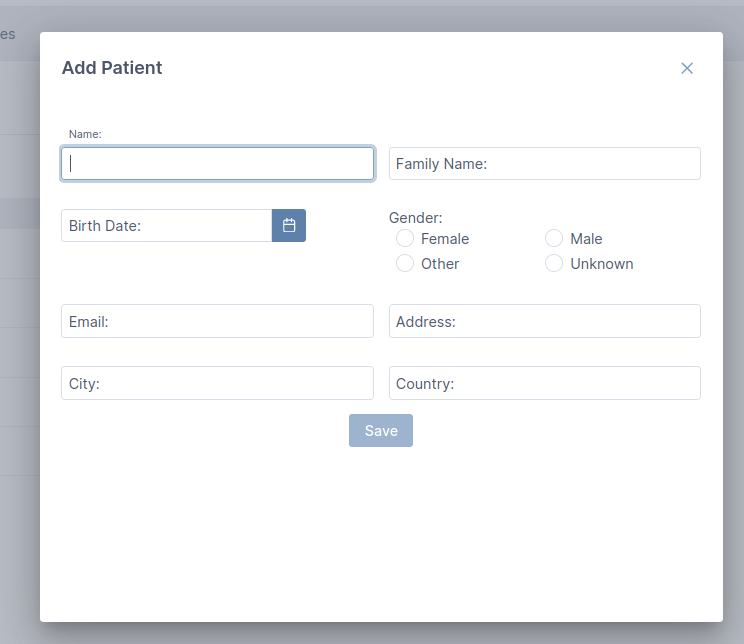 es
Add Patient
Name:
Family Name:
Birth Date:
Gender:
Female
Male
Other
Unknown
Email:
Address:
City:
Country:
Save